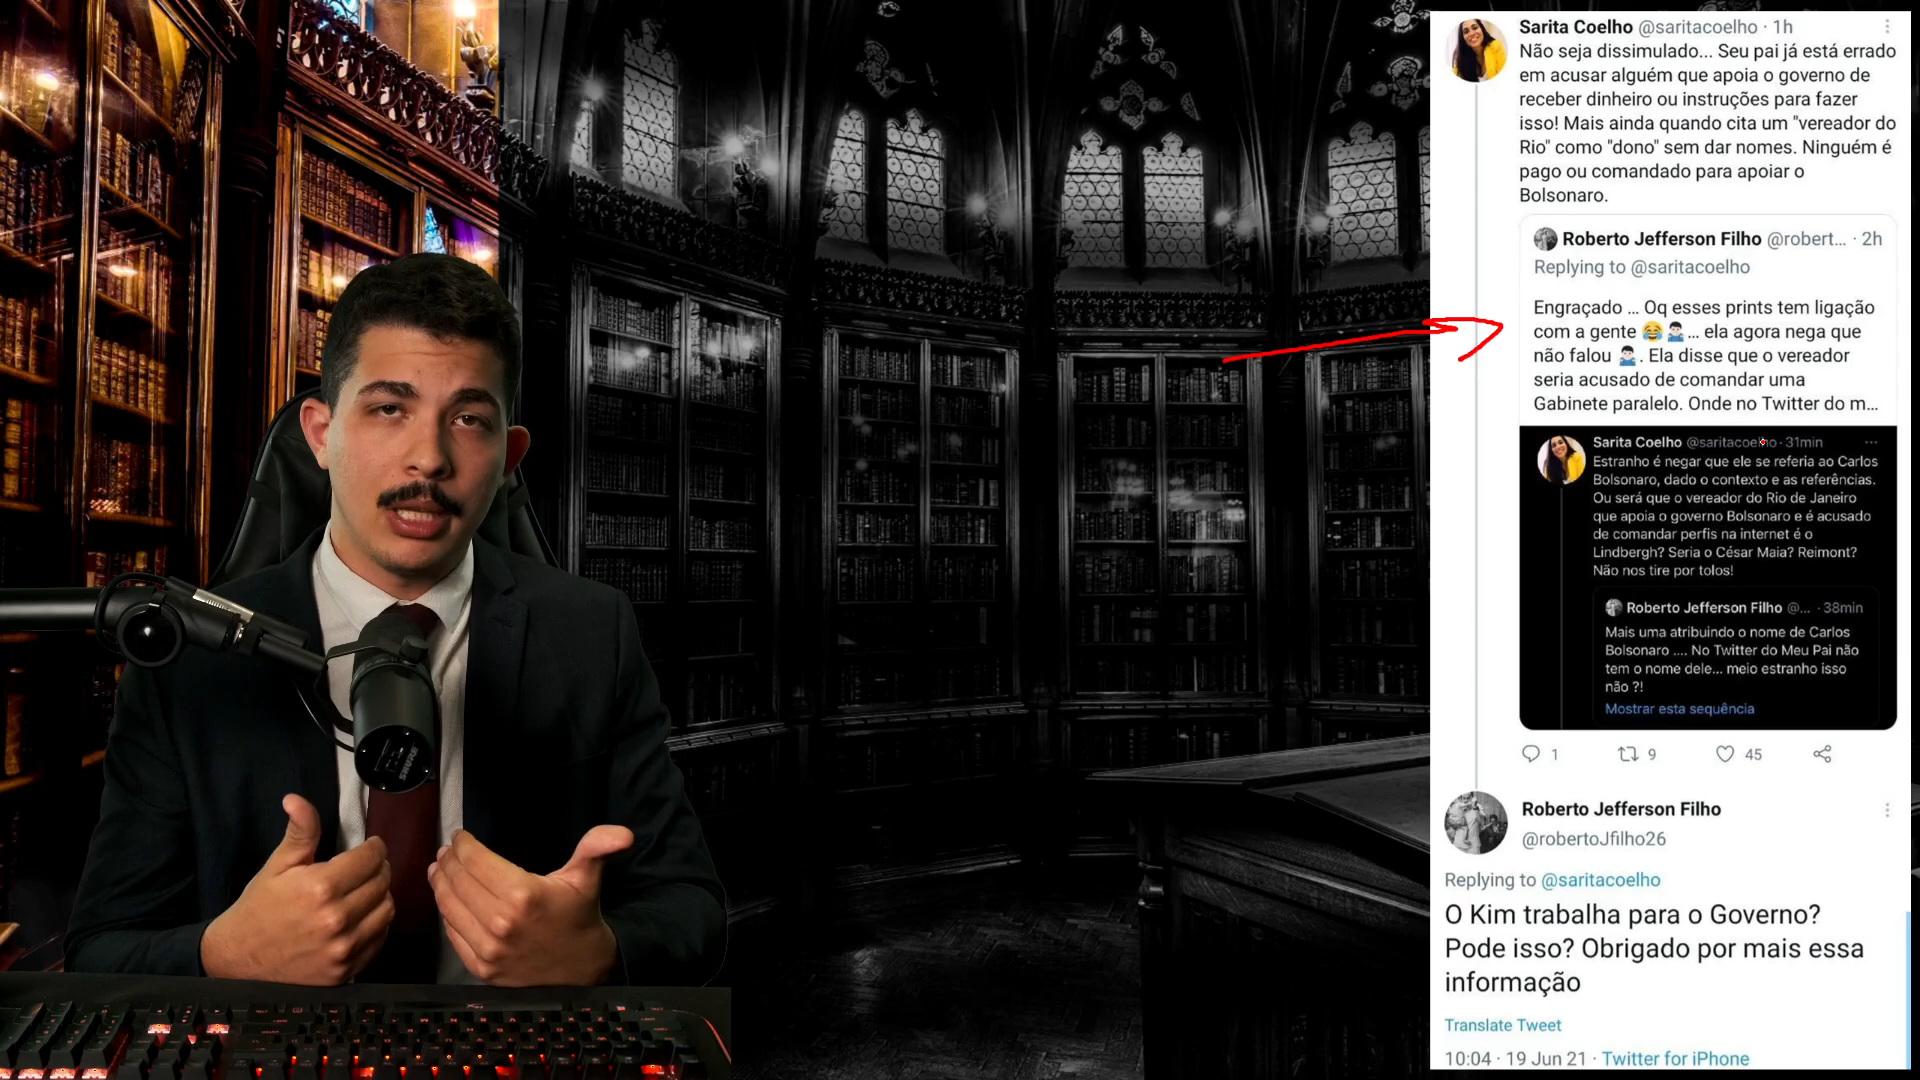 Sarita Coelho @saritacoelho · 1h
Não seja dissimulado... Seu pai já está errado
em acusar alguém que apoia o governo de
receber dinheiro ou instruções para fazer
isso! Mais ainda quando cita um "vereador do
Rio" como "dono" sem dar nomes. Ninguém é
pago ou comandado para apoiar o
Bolsonaro.
Roberto Jefferson Filho @robert... · 2h
Replying to @saritacoelho
Engraçado ... Oq esses prints tem ligação
com a gente 😂🤷🏻‍♂️... ela agora nega que
não falou 🤷🏻‍♂️. Ela disse que o vereador
seria acusado de comandar uma
Gabinete paralelo. Onde no Twitter do m...
Sarita Coelho @saritacoelho · 31min
Estranho é negar que ele se referia ao Carlos
Bolsonaro, dado o contexto e as referências.
Ou será que o vereador do Rio de Janeiro
que apoia o governo Bolsonaro e é acusado
de comandar perfis na internet é o
Lindbergh? Seria o César Maia? Reimont?
Não nos tire por tolos!
Roberto Jefferson Filho @... · 38min
Mais uma atribuindo o nome de Carlos
Bolsonaro .... No Twitter do Meu Pai não
tem o nome dele... meio estranho isso
não ?!
Mostrar esta sequência
1 9 45
Roberto Jefferson Filho
@robertoJfilho26
Replying to @saritacoelho
O Kim trabalha para o Governo?
Pode isso? Obrigado por mais essa
informação
Translate Tweet
10:04 · 19 Jun 21 · Twitter for iPhone
SHURE